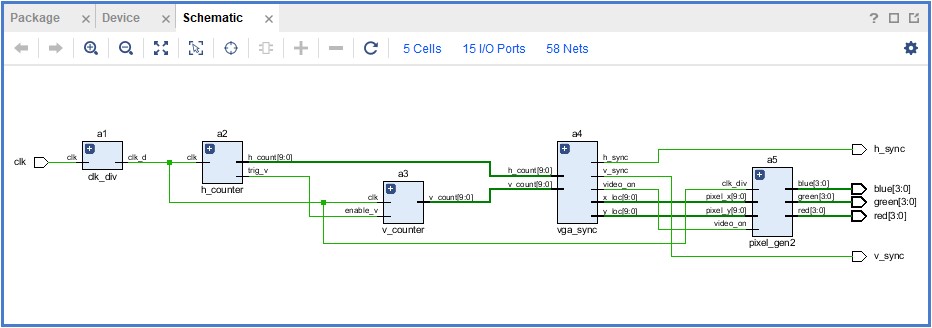 Package
Device
Schematic
5 Cells
15 I/O Ports
58 Nets
clk
a1
clk
clk_d
clk_div
a2
clk
h_count[9:0]
trig_v
h_counter
a3
clk
enable_v
v_count[9:0]
v_counter
a4
h_count[9:0]
v_count[9:0]
h_sync
v_sync
video_on
x_loc[9:0]
y_loc[9:0]
vga_sync
a5
clk_div
pixel_x[9:0]
pixel_y[9:0]
video_on
blue[3:0]
green[3:0]
red[3:0]
pixel_gen2
h_sync
blue[3:0]
green[3:0]
red[3:0]
v_sync